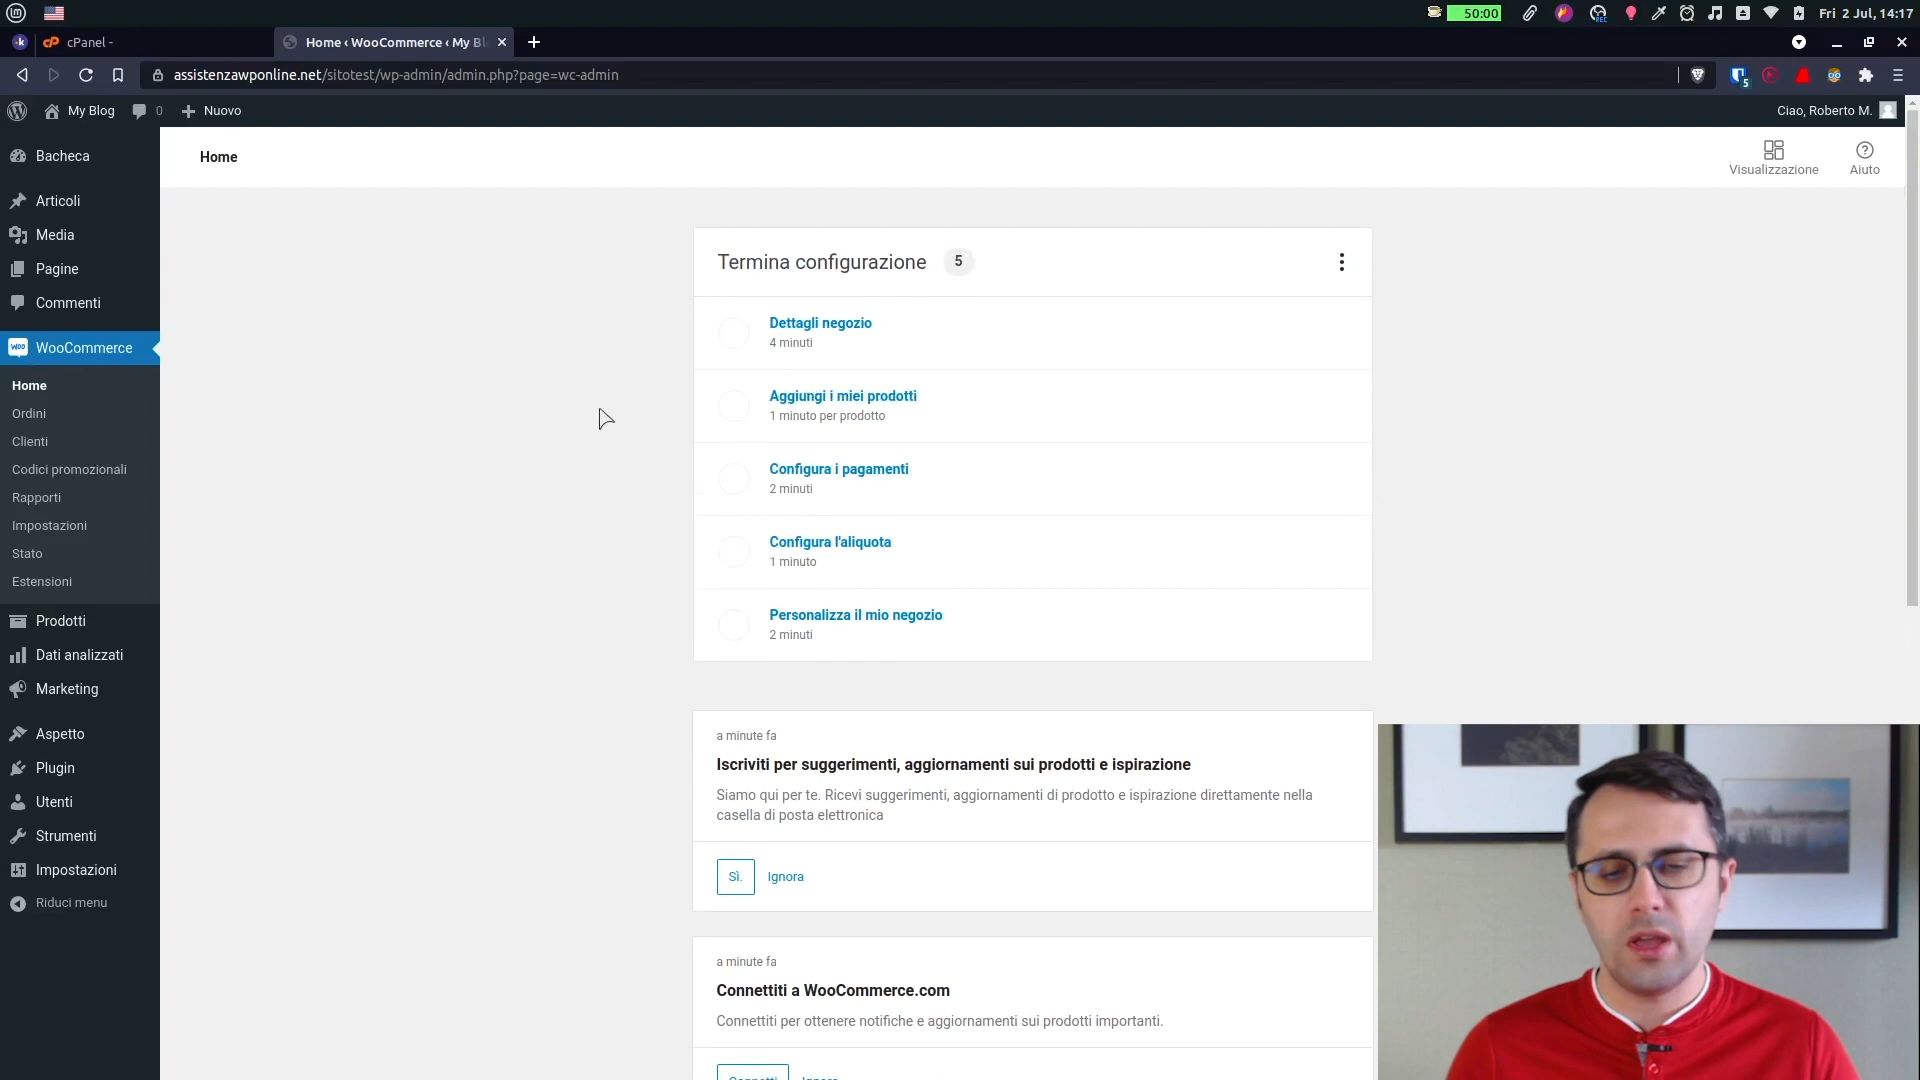 50:00
REC
Fri 2 Jul, 14:17
k
cP cPanel -
Home ‹ WooCommerce ‹ My Bl
assistenzawponline.net/sitotest/wp-admin/admin.php?page=wc-admin
5
My Blog
0
Nuovo
Ciao, Roberto M.
Bacheca
Articoli
Media
Pagine
Commenti
WOO
WooCommerce
Home
Ordini
Clienti
Codici promozionali
Rapporti
Impostazioni
Stato
Estensioni
Prodotti
Dati analizzati
Marketing
Aspetto
Plugin
Utenti
Strumenti
Impostazioni
Riduci menu
Home
Visualizzazione
Aiuto
Termina configurazione 5
Dettagli negozio
4 minuti
Aggiungi i miei prodotti
1 minuto per prodotto
Configura i pagamenti
2 minuti
Configura l'aliquota
1 minuto
Personalizza il mio negozio
2 minuti
a minute fa
Iscriviti per suggerimenti, aggiornamenti sui prodotti e ispirazione
Siamo qui per te. Ricevi suggerimenti, aggiornamenti di prodotto e ispirazione direttamente nella
casella di posta elettronica
Sì.
Ignora
a minute fa
Connettiti a WooCommerce.com
Connettiti per ottenere notifiche e aggiornamenti sui prodotti importanti.
Ignora